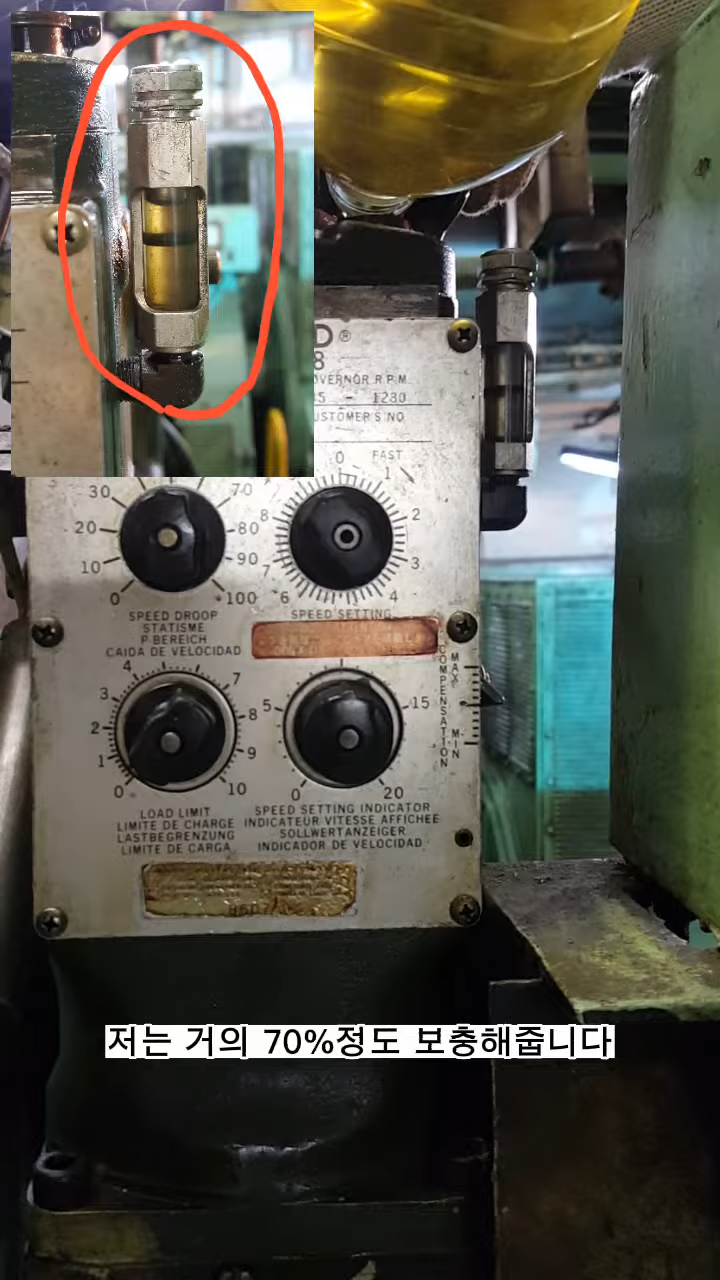 D®
8
GOVERNOR R.P.M.
- 1230
CUSTOMER'S NO
0 FAST
1
2
3
4
6
7
8
0
10
20
30
70
80
90
100
SPEED DROOP
STATISME
P-BEREICH
CAIDA DE VELOCIDAD
SPEED SETTING
COMPENSATION
MAX
MIN
0
1
2
3
4
7
8
9
10
0
5
15
20
LOAD LIMIT
LIMITE DE CHARGE
LASTBEGRENZUNG
LIMITE DE CARGA
SPEED SETTING INDICATOR
INDICATEUR VITESSE AFFICHEE
SOLLWERTANZEIGER
INDICADOR DE VELOCIDAD
저는 거의 70%정도 보충해줍니다